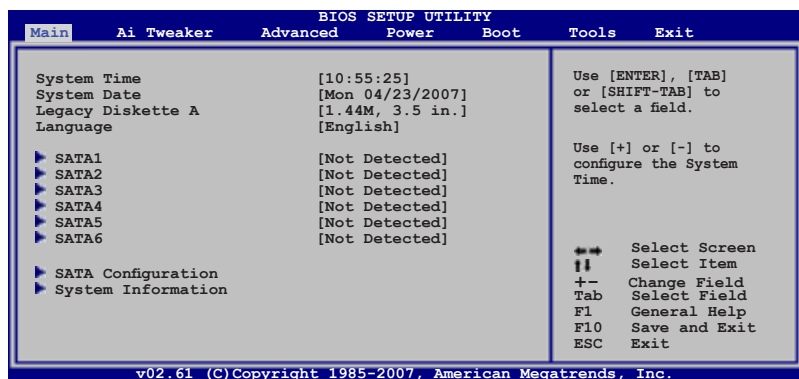 BIOS SETUP UTILITY
Main Ai Tweaker Advanced Power Boot Tools Exit
System Time [10:55:25]
System Date [Mon 04/23/2007]
Legacy Diskette A [1.44M, 3.5 in.]
Language [English]
SATA1 [Not Detected]
SATA2 [Not Detected]
SATA3 [Not Detected]
SATA4 [Not Detected]
SATA5 [Not Detected]
SATA6 [Not Detected]
SATA Configuration
System Information
Use [ENTER], [TAB]
or [SHIFT-TAB] to
select a field.
Use [+] or [-] to
configure the System
Time.
Select Screen
Select Item
+- Change Field
Tab Select Field
F1 General Help
F10 Save and Exit
ESC Exit
v02.61 (C)Copyright 1985-2007, American Megatrends, Inc.